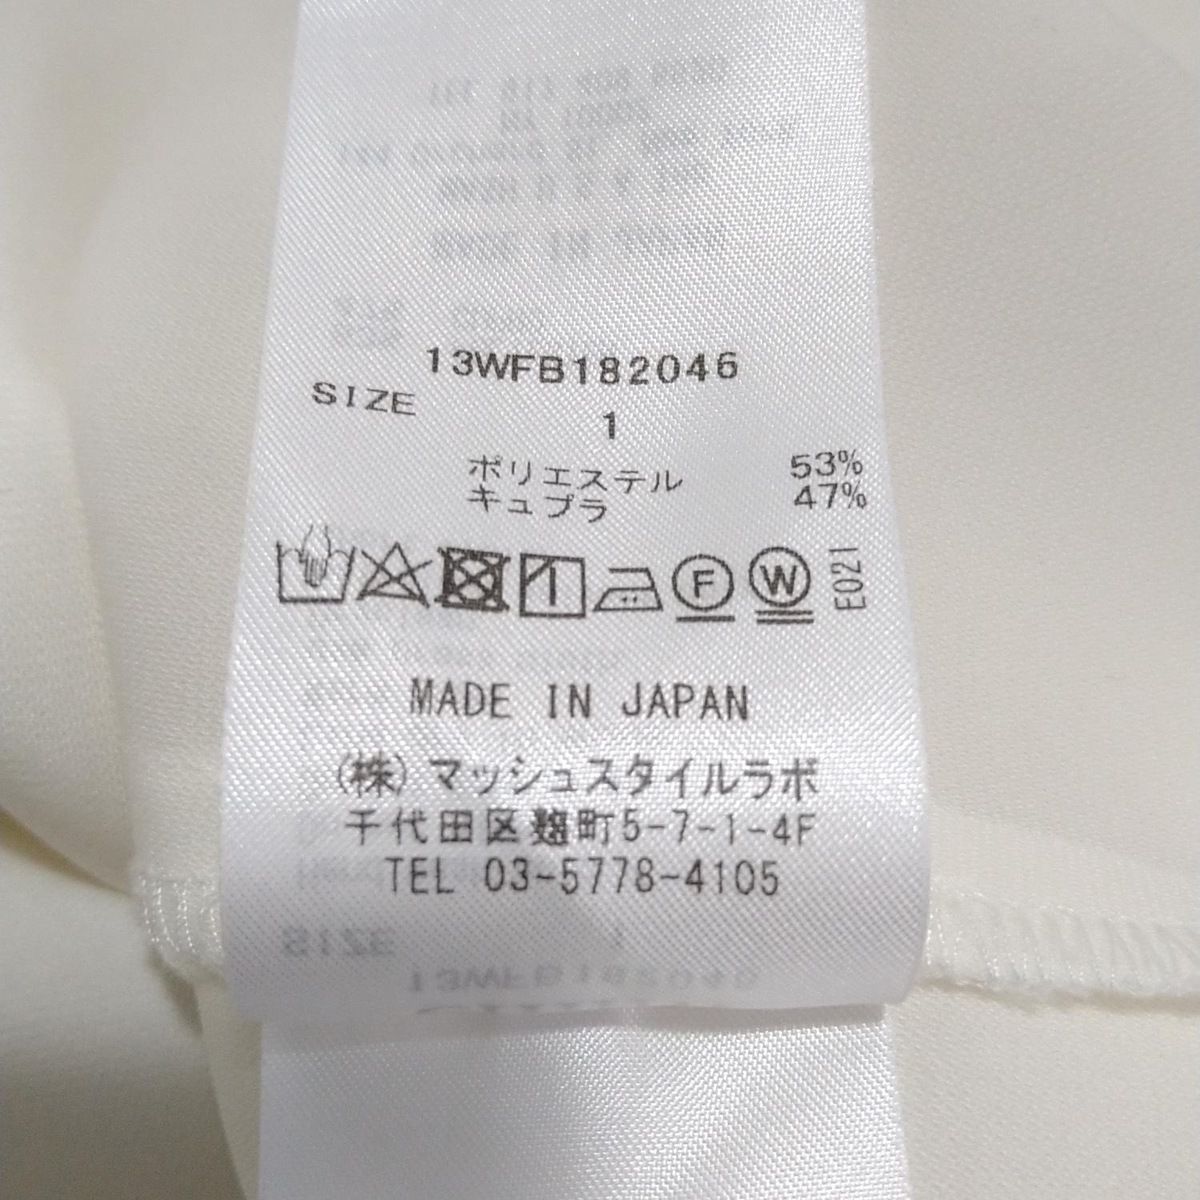 13WFB182046
SIZE 1
ポリエステル 53%
キュプラ 47%
F W E021
MADE IN JAPAN
(株)マッシュスタイルラボ
千代田区麹町5-7-1-4F
TEL 03-5778-4105